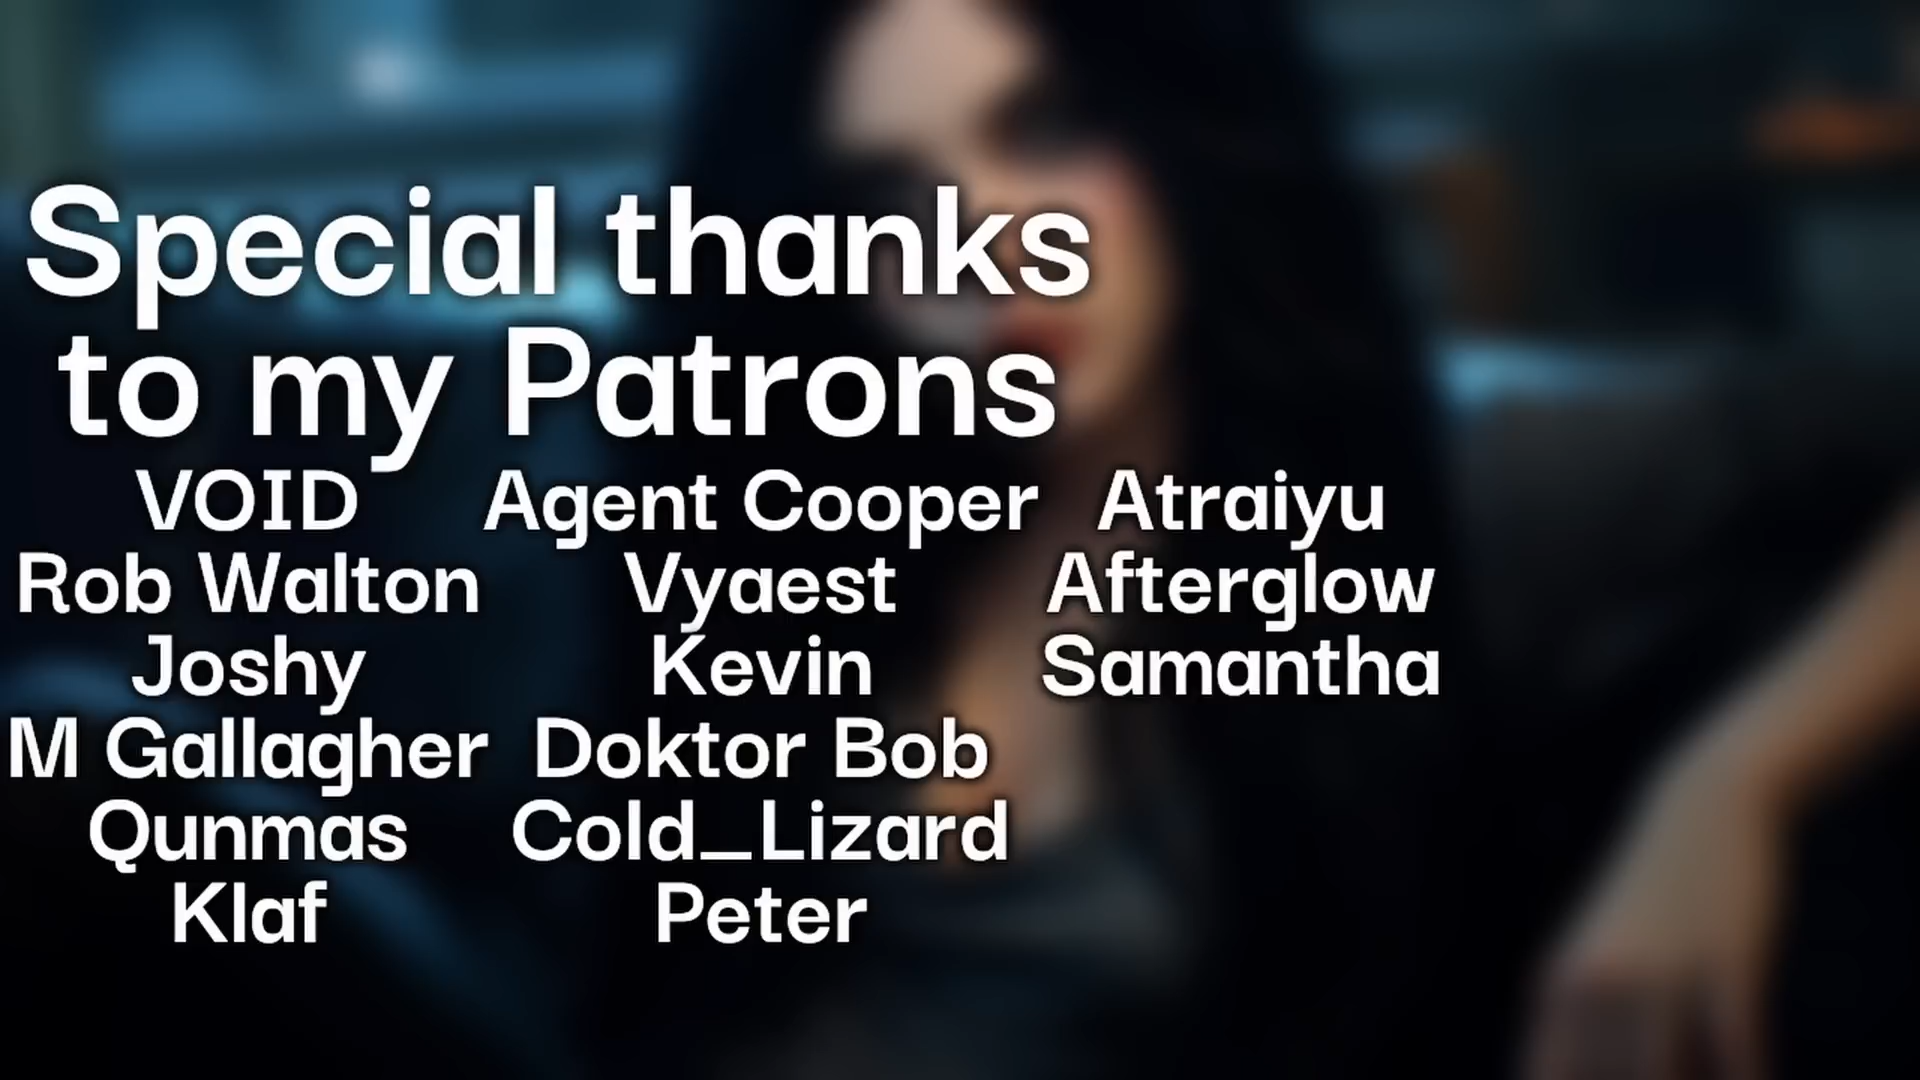 Special thanks
to my Patrons
VOID Agent Cooper Atraiyu
Rob Walton Vyaest Afterglow
Joshy Kevin Samantha
M Gallagher Doktor Bob
Qunmas Cold_Lizard
Klaf Peter